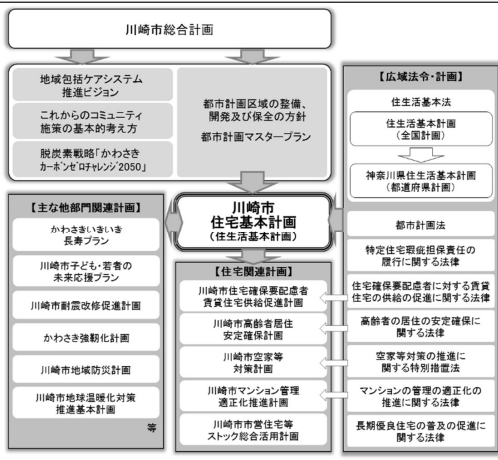 川崎市総合計画
地域包括ケアシステム
推進ビジョン
これからのコミュニティ
施策の基本的考え方
脱炭素戦略「かわさき
カーボンゼロチャレンジ2050」
都市計画区域の整備、
開発及び保全の方針
都市計画マスタープラン
【広域法令・計画】
住生活基本法
住生活基本計画
(全国計画)
神奈川県住生活基本計画
(都道府県計画)
都市計画法
特定住宅瑕疵担保責任の
履行に関する法律
住宅確保要配慮者に対する賃貸
住宅の供給の促進に関する法律
高齢者の居住の安定確保に
関する法律
空家等対策の推進に
関する特別措置法
マンションの管理の適正化の
推進に関する法律
長期優良住宅の普及の促進に
関する法律
川崎市
住宅基本計画
(住生活基本計画)
【主な他部門関連計画】
かわさきいきいき
長寿プラン
川崎市子ども・若者の
未来応援プラン
川崎市耐震改修促進計画
かわさき強靱化計画
川崎市地域防災計画
川崎市地球温暖化対策
推進基本計画
等
【住宅関連計画】
川崎市住宅確保要配慮者
賃貸住宅供給促進計画
川崎市高齢者居住
安定確保計画
川崎市空家等
対策計画
川崎市マンション管理
適正化推進計画
川崎市市営住宅等
ストック総合活用計画